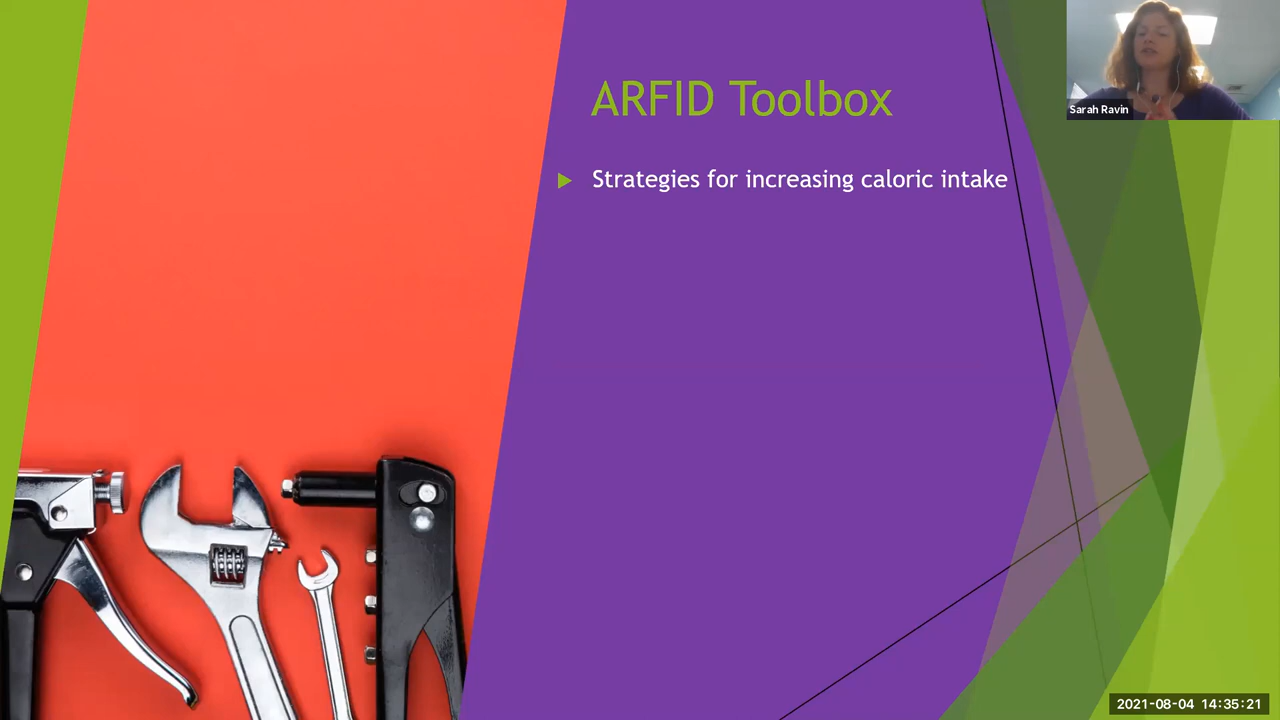 ARFID Toolbox
Strategies for increasing caloric intake
Sarah Ravin
2021-08-04 14:35:21